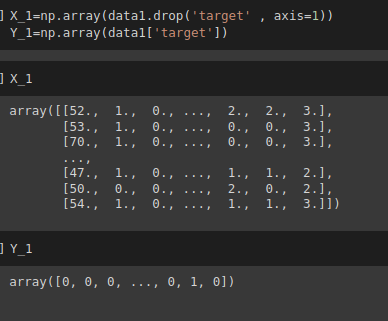 ] X_1=np.array(data1.drop('target' , axis=1))
Y_1=np.array(data1['target'])
] X_1
array([[52., 1., 0., ..., 2., 2., 3.],
[53., 1., 0., ..., 0., 0., 3.],
[70., 1., 0., ..., 0., 0., 3.],
...,
[47., 1., 0., ..., 1., 1., 2.],
[50., 0., 0., ..., 2., 0., 2.],
[54., 1., 0., ..., 1., 1., 3.]])
] Y_1
array([0, 0, 0, ..., 0, 1, 0])